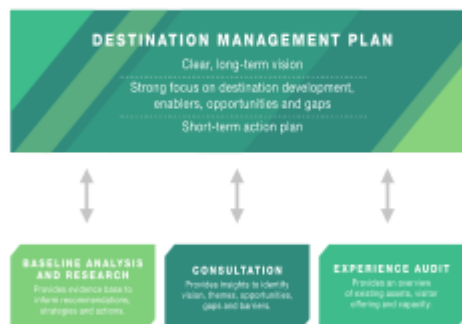 DESTINATION MANAGEMENT PLAN
Clear, long-term vision
Strong focus on destination development,
enablers, opportunities and gaps
Short-term action plan
BASELINE ANALYSIS
AND RESEARCH
Provides evidence base to
inform recommendations,
strategies and actions.
CONSULTATION
Provides insights to identify
vision, themes, opportunities,
gaps and barriers.
EXPERIENCE AUDIT
Provides an overview
of existing assets, visitor
offering and capacity.